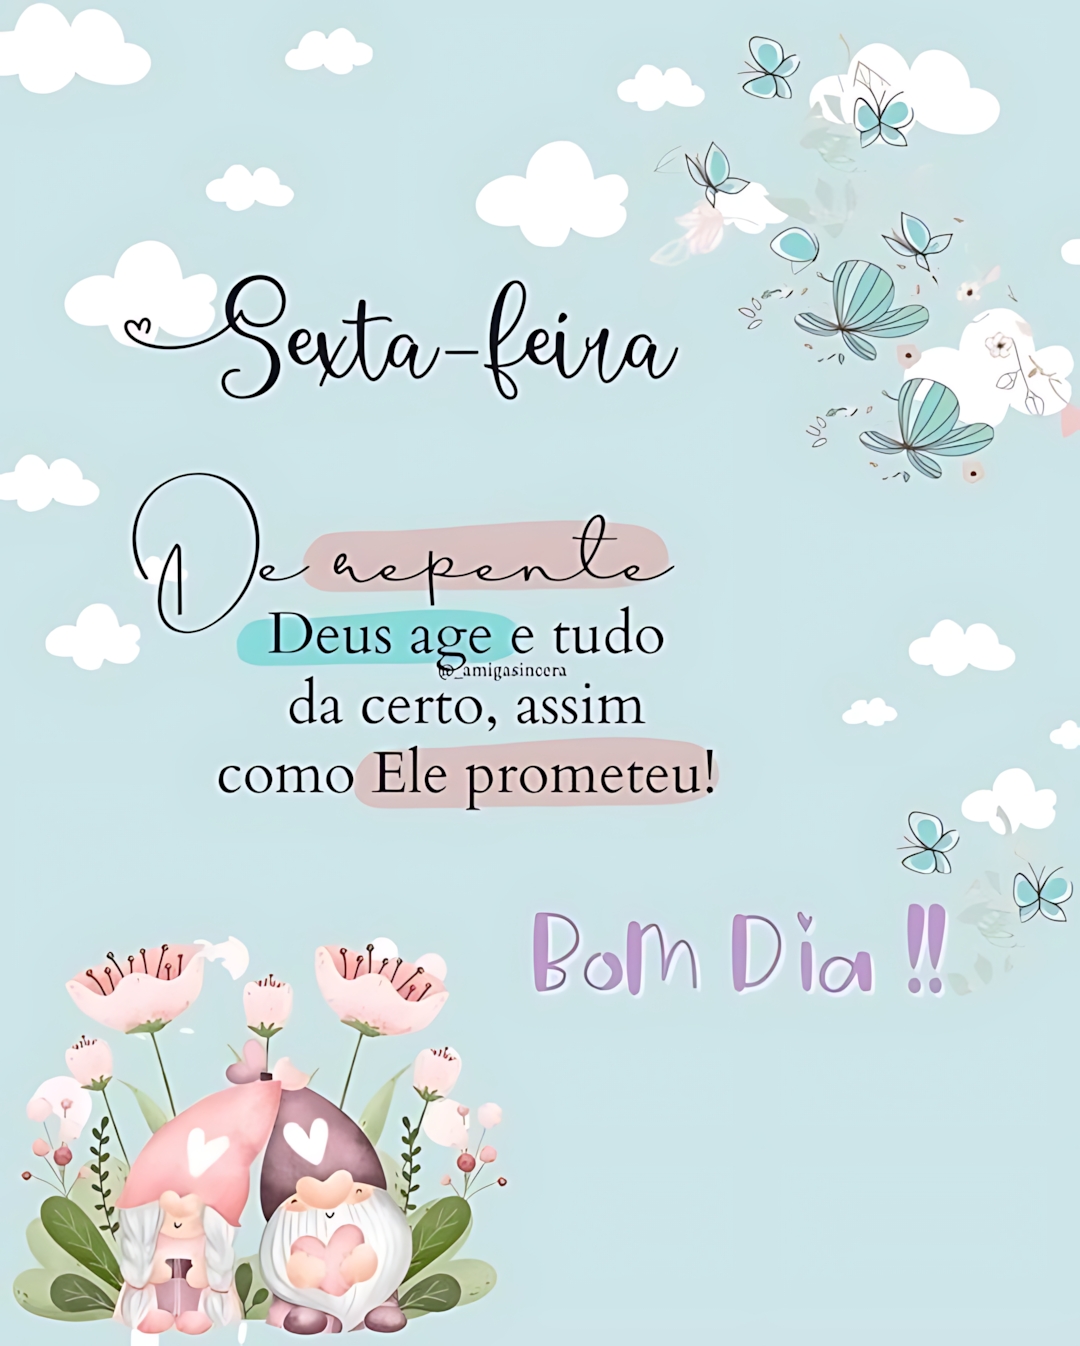 Sexta-feira
De repente
Deus age e tudo
@_amigasincera
da certo, assim
como Ele prometeu!
Bom Dia !!